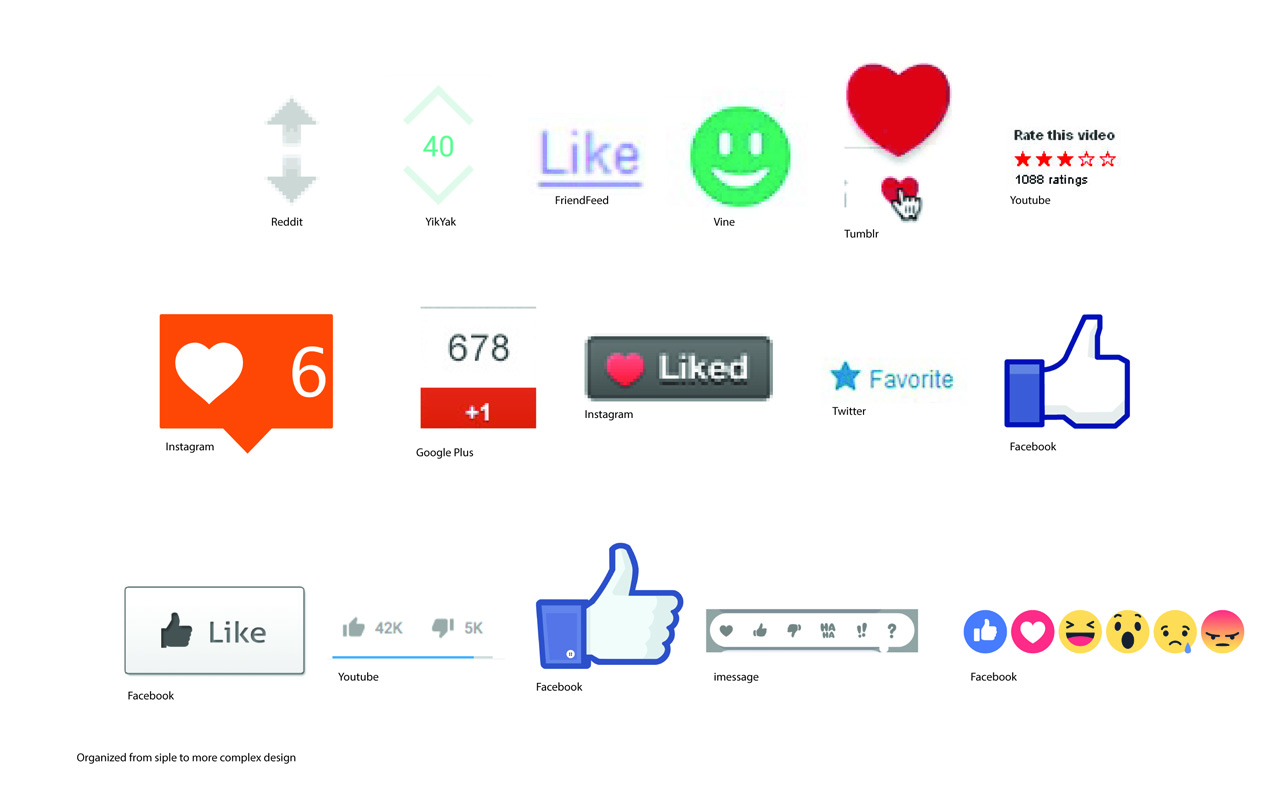 40
Like
Rate this video
1088 ratings
Reddit
YikYak
FriendFeed
Vine
Tumblr
Youtube
6
678
+1
Liked
Favorite
Instagram
Google Plus
Instagram
Twitter
Facebook
Like
42K
5K
HA
HA
!!
?
Facebook
Youtube
Facebook
imessage
Facebook
Organized from siple to more complex design